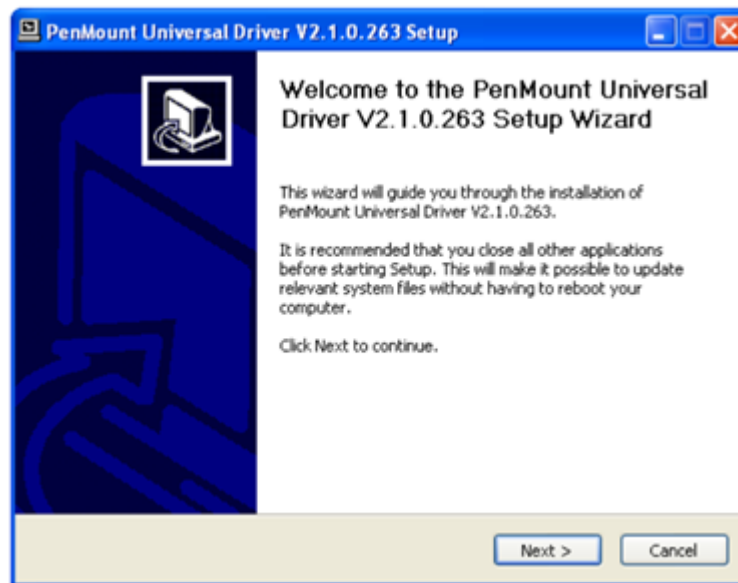 PenMount Universal Driver V2.1.0.263 Setup
Welcome to the PenMount Universal
Driver V2.1.0.263 Setup Wizard
This wizard will guide you through the installation of
PenMount Universal Driver V2.1.0.263.
It is recommended that you close all other applications
before starting Setup. This will make it possible to update
relevant system files without having to reboot your
computer.
Click Next to continue.
Next >
Cancel